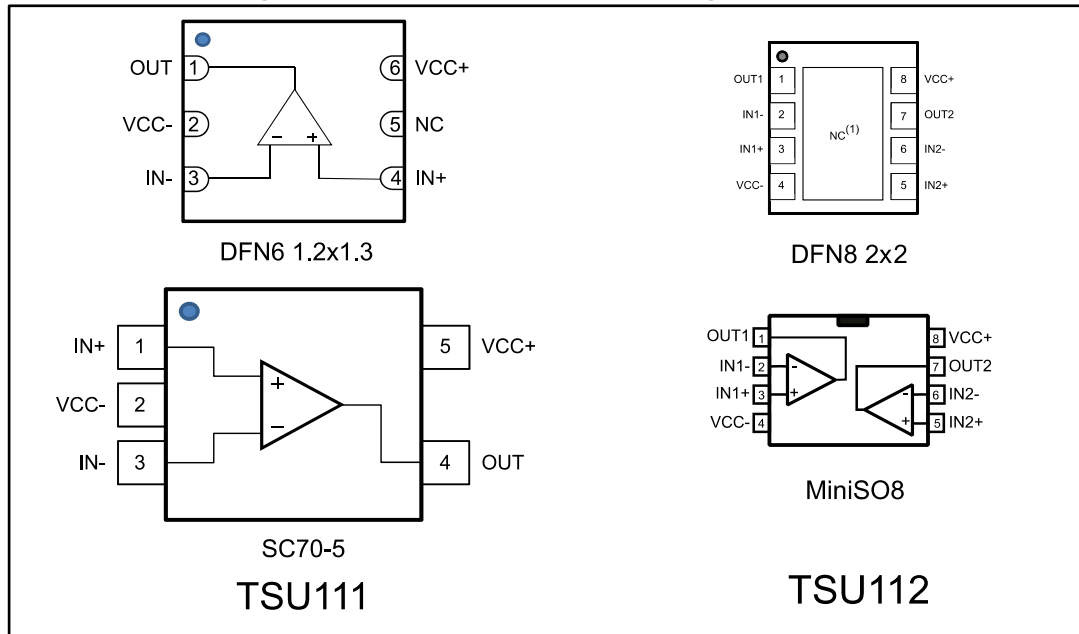 OUT 1 6 VCC+
VCC- 2 5 NC
IN- 3 4 IN+
- +
DFN6 1.2x1.3
OUT1 1 8 VCC+
IN1- 2 7 OUT2
NC(1)
IN1+ 3 6 IN2-
VCC- 4 5 IN2+
DFN8 2x2
IN+ 1 5 VCC+
+
VCC- 2
−
IN- 3 4 OUT
SC70-5
TSU111
OUT1 1 8 VCC+
IN1- 2 - 7 OUT2
IN1+ 3 + - 6 IN2-
VCC- 4 + 5 IN2+
MiniSO8
TSU112